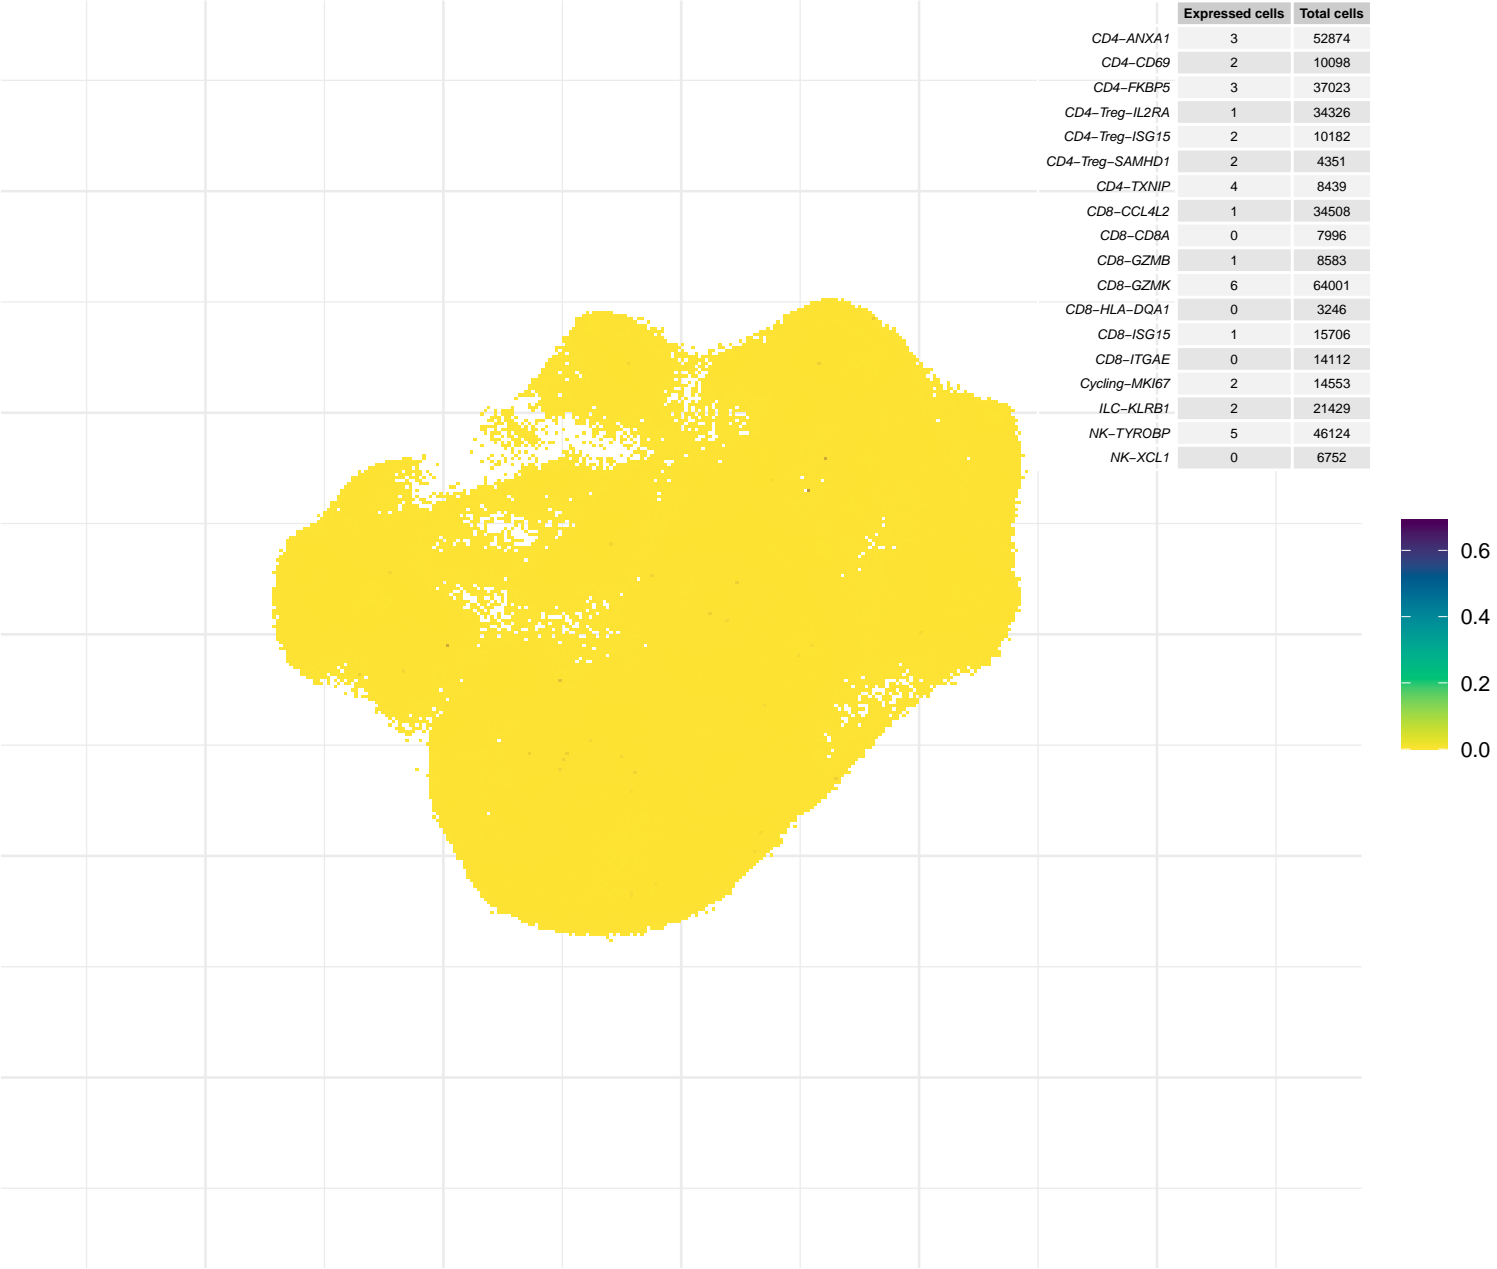 Expressed cells Total cells
CD4−ANXA1 3 52874
CD4−CD69 2 10098
CD4−FKBP5 3 37023
CD4−Treg−IL2RA 1 34326
CD4−Treg−ISG15 2 10182
CD4−Treg−SAMHD1 2 4351
CD4−TXNIP 4 8439
CD8−CCL4L2 1 34508
CD8−CD8A 0 7996
CD8−GZMB 1 8583
CD8−GZMK 6 64001
CD8−HLA−DQA1 0 3246
CD8−ISG15 1 15706
CD8−ITGAE 0 14112
Cycling−MKI67 2 14553
ILC−KLRB1 2 21429
NK−TYROBP 5 46124
NK−XCL1 0 6752
0.6
0.4
0.2
0.0